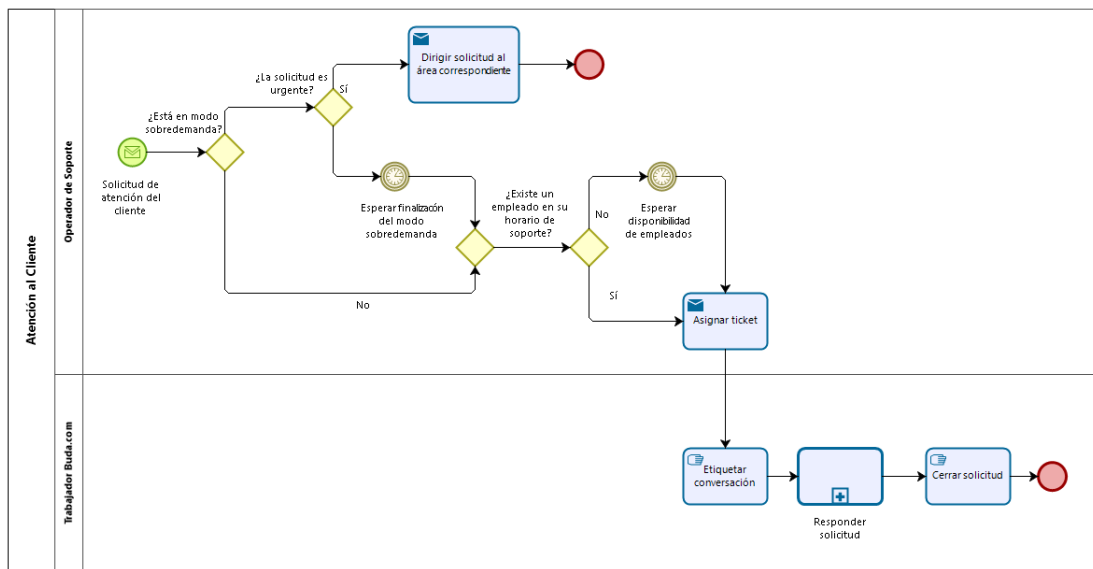 Atención al Cliente
Operador de Soporte
Solicitud de
atención del
cliente
¿Está en modo
sobredemanda?
¿La solicitud es
urgente?
Sí
Dirigir solicitud al
área correspondiente
Esperar finalización
del modo
sobredemanda
No
¿Existe un
empleado en su
horario de
soporte?
No
Esperar
disponibilidad
de empleados
Sí
Asignar ticket
Trabajador Buda.com
Etiquetar
conversación
Responder
solicitud
Cerrar solicitud